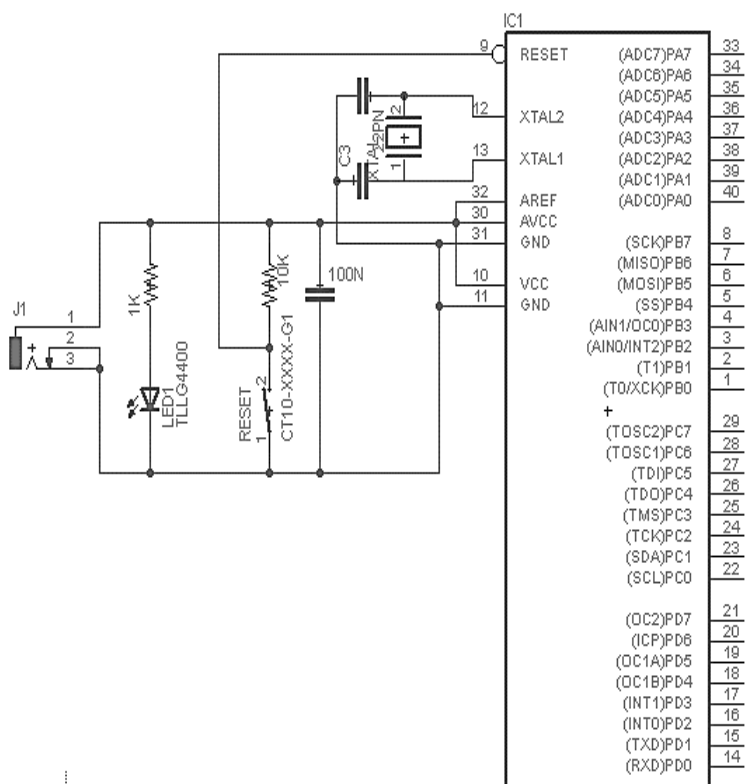 IC1
9 RESET (ADC7)PA7 33
(ADC6)PA6 34
(ADC5)PA5 35
12 XTAL2 (ADC4)PA4 36
(ADC3)PA3 37
13 XTAL1 (ADC2)PA2 38
(ADC1)PA1 39
32 AREF (ADC0)PA0 40
30 AVCC
31 GND (SCK)PB7 8
(MISO)PB6 7
10 VCC (MOSI)PB5 6
11 GND (SS)PB4 5
(AIN1/OC0)PB3 4
(AIN0/INT2)PB2 3
(T1)PB1 2
(T0/XCK)PB0 1
(TOSC2)PC7 29
(TOSC1)PC6 28
(TDI)PC5 27
(TDO)PC4 26
(TMS)PC3 25
(TCK)PC2 24
(SDA)PC1 23
(SCL)PC0 22
(OC2)PD7 21
(ICP)PD6 20
(OC1A)PD5 19
(OC1B)PD4 18
(INT1)PD3 17
(INT0)PD2 16
(TXD)PD1 15
(RXD)PD0 14
C3
22PN
2
1
J1
1
2
3
1K
LED1
TLLG4400
10K
RESET
1
2
CT10-XXXX-G1
100N